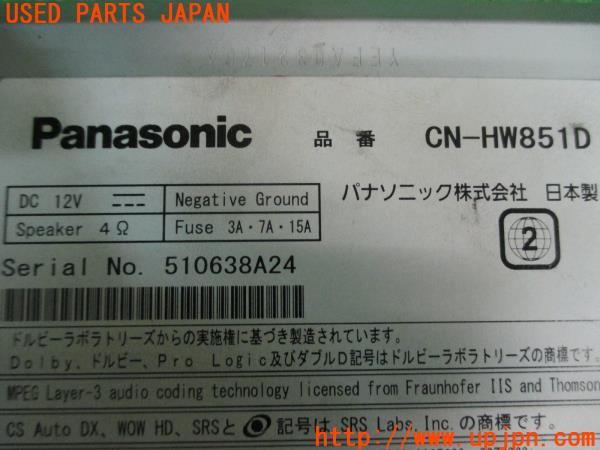 USED PARTS JAPAN
Panasonic 品 番 CN-HW851D
DC 12V Negative Ground
Speaker 4Ω Fuse 3A・7A・15A
パナソニック株式会社 日本製
2
Serial No. 510638A24
ドルビーラボラトリーズからの実施権に基づき製造されています。
Dolby、ドルビー、Pro Logic及びダブルD記号はドルビーラボラトリーズの商標です。
MPEG Layer-3 audio coding technology licensed from Fraunhofer IIS and Thomson
CS Auto DX、WOW HD、SRSと 記号は SRS Labs, Inc. の商標です。
http://www.upjpn.com/